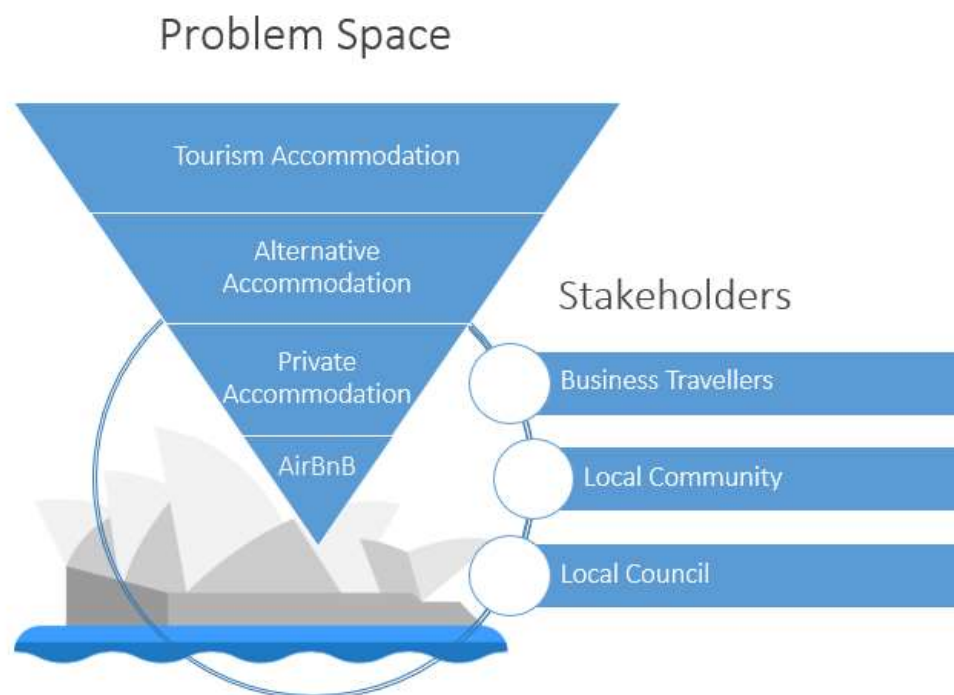 Problem Space
Tourism Accommodation
Alternative
Accommodation
Private
Accommodation
AirBnB
Stakeholders
Business Travellers
Local Community
Local Council